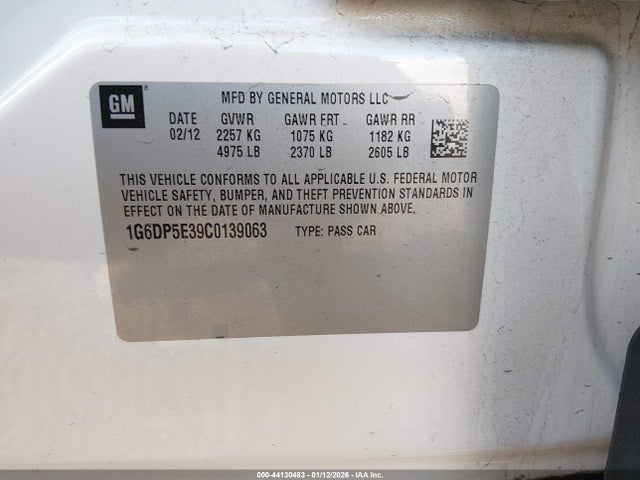 GM
MFD BY GENERAL MOTORS LLC
DATE GVWR GAWR FRT GAWR RR
02/12 2257 KG 1075 KG 1182 KG
4975 LB 2370 LB 2605 LB
THIS VEHICLE CONFORMS TO ALL APPLICABLE U.S. FEDERAL MOTOR
VEHICLE SAFETY, BUMPER, AND THEFT PREVENTION STANDARDS IN
EFFECT ON THE DATE OF MANUFACTURE SHOWN ABOVE.
1G6DP5E39C0139063 TYPE: PASS CAR
000-44130483 - 01/12/2026 - IAA Inc.